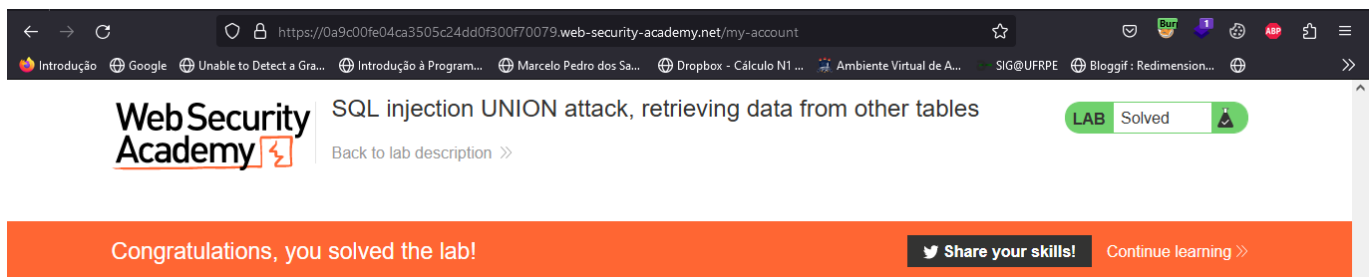 Bur
1
https://0a9c00fe04ca3505c24dd0f300f70079.web-security-academy.net/my-account
ABP
Introdução Google Unable to Detect a Gra... Introdução à Program... Marcelo Pedro dos Sa... Dropbox - Cálculo N1 ... Ambiente Virtual de A... SIG@UFRPE Bloggif : Redimension...
Web Security Academy
SQL injection UNION attack, retrieving data from other tables
LAB Solved
Back to lab description
Congratulations, you solved the lab!
Share your skills!
Continue learning